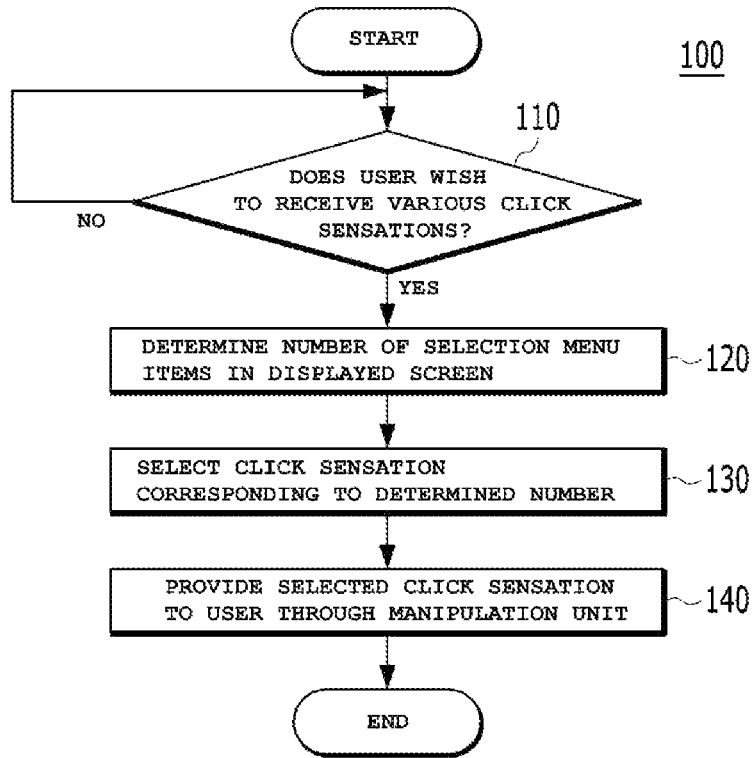 START
100
110
DOES USER WISH
TO RECEIVE VARIOUS CLICK
SENSATIONS?
NO
YES
DETERMINE NUMBER OF SELECTION MENU
ITEMS IN DISPLAYED SCREEN
120
SELECT CLICK SENSATION
CORRESPONDING TO DETERMINED NUMBER
130
PROVIDE SELECTED CLICK SENSATION
TO USER THROUGH MANIPULATION UNIT
140
END